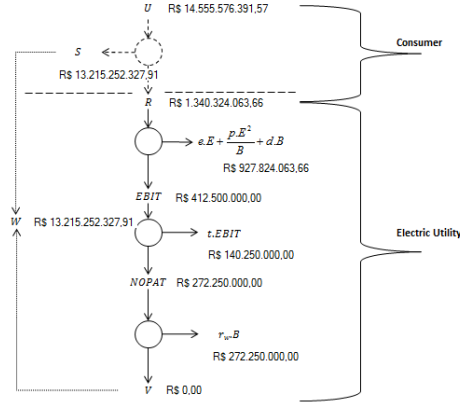 U R$ 14.555.576.391,57
Consumer
S
R$ 13.215.252.327,91
R R$ 1.340.324.063,66
e.E + p.E²/B + d.B
R$ 927.824.063,66
EBIT R$ 412.500.000,00
W R$ 13.215.252.327,91
t.EBIT
Electric Utility
R$ 140.250.000,00
NOPAT R$ 272.250.000,00
r_w.B
R$ 272.250.000,00
V R$ 0,00